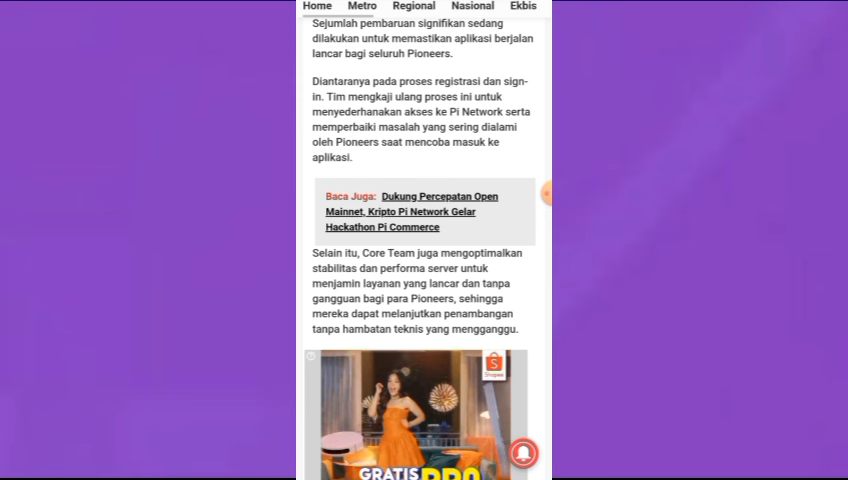 Home Metro Regional Nasional Ekbis
Sejumlah pembaruan signifikan sedang
dilakukan untuk memastikan aplikasi berjalan
lancar bagi seluruh Pioneers.
Diantaranya pada proses registrasi dan sign-
in. Tim mengkaji ulang proses ini untuk
menyederhanakan akses ke Pi Network serta
memperbaiki masalah yang sering dialami
oleh Pioneers saat mencoba masuk ke
aplikasi.
Baca Juga: Dukung Percepatan Open
Mainnet, Kripto Pi Network Gelar
Hackathon Pi Commerce
Selain itu, Core Team juga mengoptimalkan
stabilitas dan performa server untuk
menjamin layanan yang lancar dan tanpa
gangguan bagi para Pioneers, sehingga
mereka dapat melanjutkan penambangan
tanpa hambatan teknis yang mengganggu.
Shopee
GRATIS